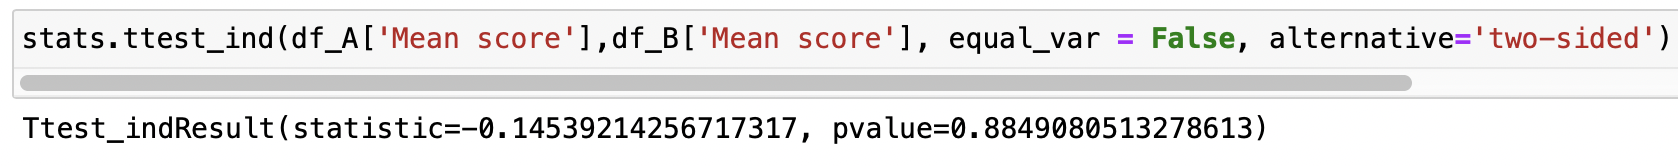 stats.ttest_ind(df_A['Mean score'],df_B['Mean score'], equal_var = False, alternative='two-sided')
Ttest_indResult(statistic=-0.14539214256717317, pvalue=0.8849080513278613)